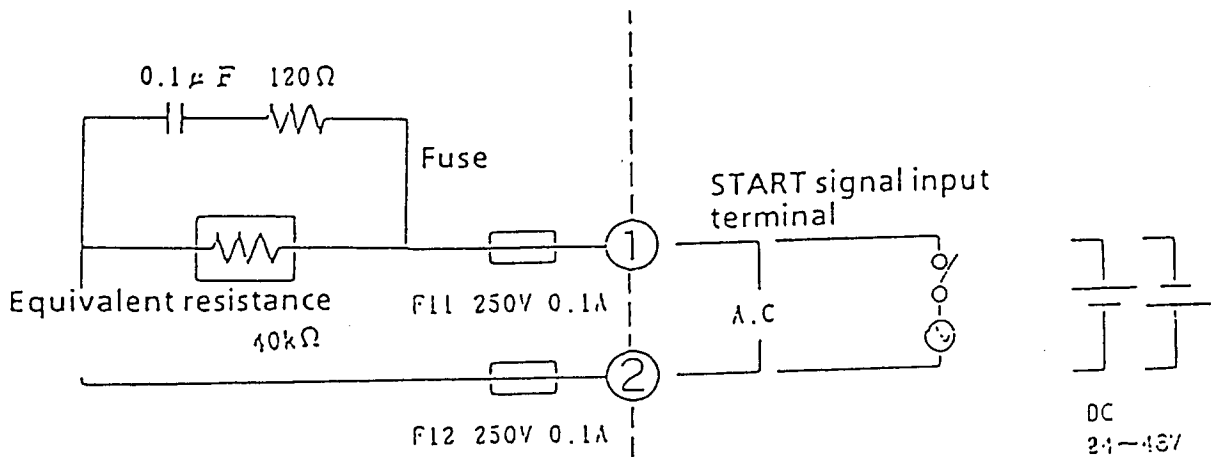 0.1μF 120Ω
Fuse
START signal input
terminal
1
Equivalent resistance
40kΩ
F11 250V 0.1A
A.C
2
F12 250V 0.1A
DC
24~48V